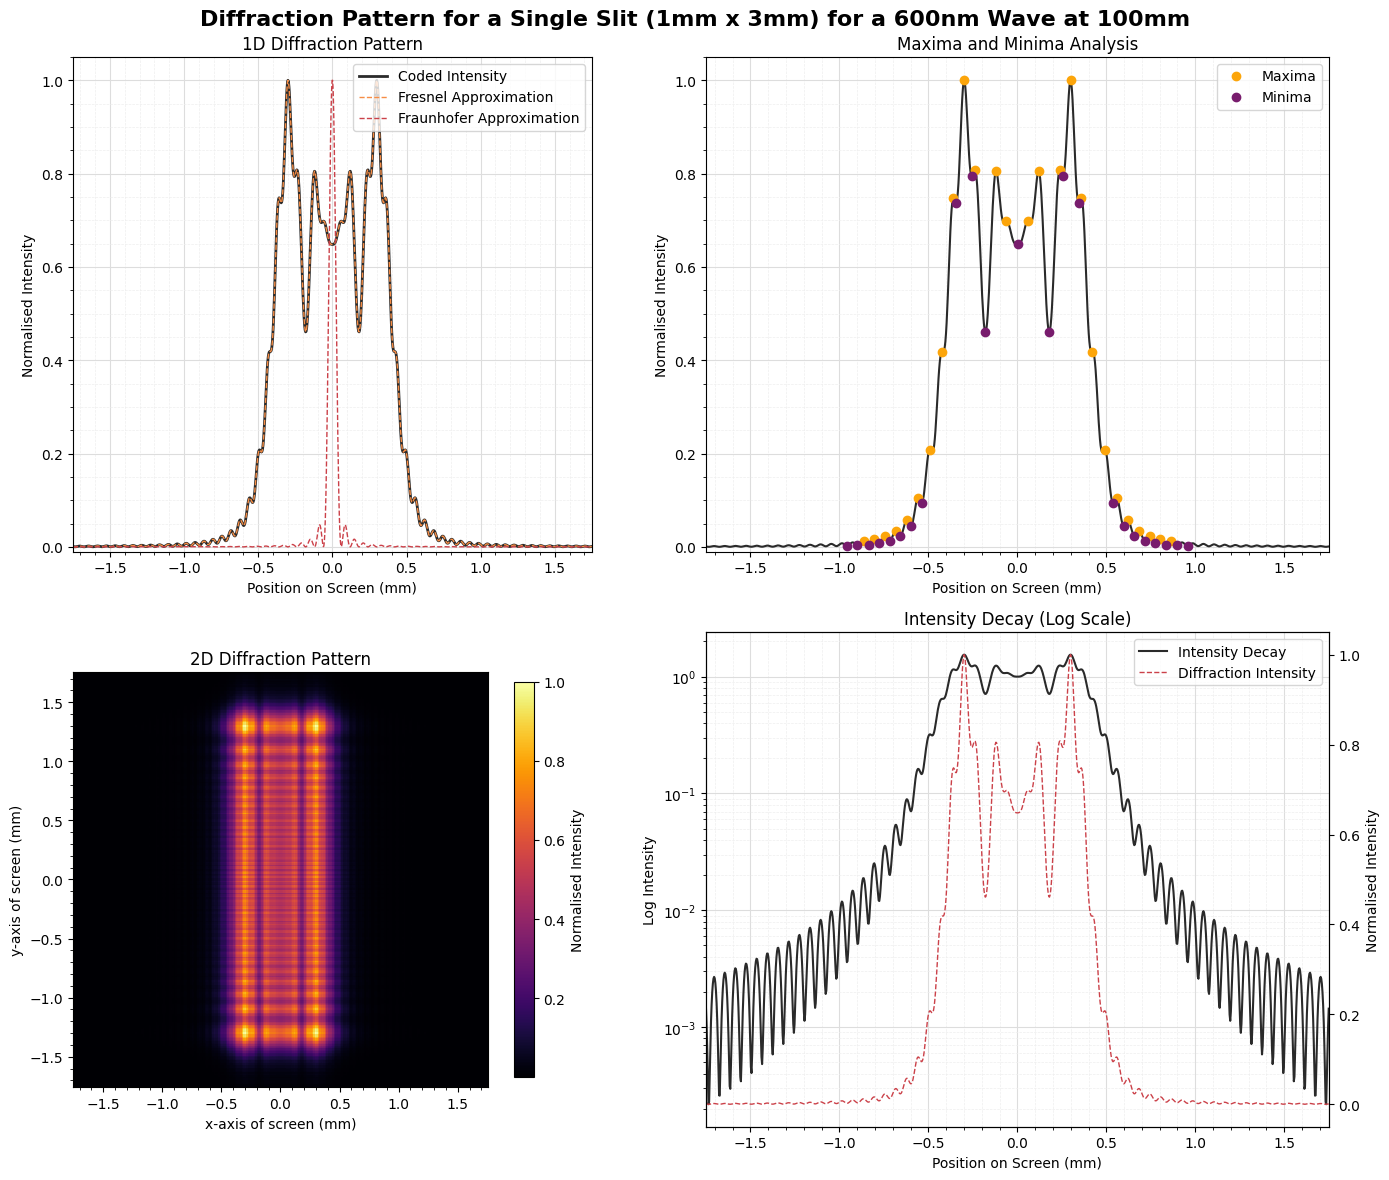 Diffraction Pattern for a Single Slit (1mm x 3mm) for a 600nm Wave at 100mm
1D Diffraction Pattern
Coded Intensity
Fresnel Approximation
Fraunhofer Approximation
1.0
0.8
0.6
0.4
0.2
0.0
Normalised Intensity
−1.5 −1.0 −0.5 0.0 0.5 1.0 1.5
Position on Screen (mm)
Maxima and Minima Analysis
Maxima
Minima
1.0
0.8
0.6
0.4
0.2
0.0
Normalised Intensity
−1.5 −1.0 −0.5 0.0 0.5 1.0 1.5
Position on Screen (mm)
2D Diffraction Pattern
1.5
1.0
0.5
0.0
−0.5
−1.0
−1.5
y-axis of screen (mm)
−1.5 −1.0 −0.5 0.0 0.5 1.0 1.5
x-axis of screen (mm)
1.0
0.8
0.6
0.4
0.2
Normalised Intensity
Intensity Decay (Log Scale)
Intensity Decay
Diffraction Intensity
10⁰
10⁻¹
10⁻²
10⁻³
Log Intensity
1.0
0.8
0.6
0.4
0.2
0.0
Normalised Intensity
−1.5 −1.0 −0.5 0.0 0.5 1.0 1.5
Position on Screen (mm)